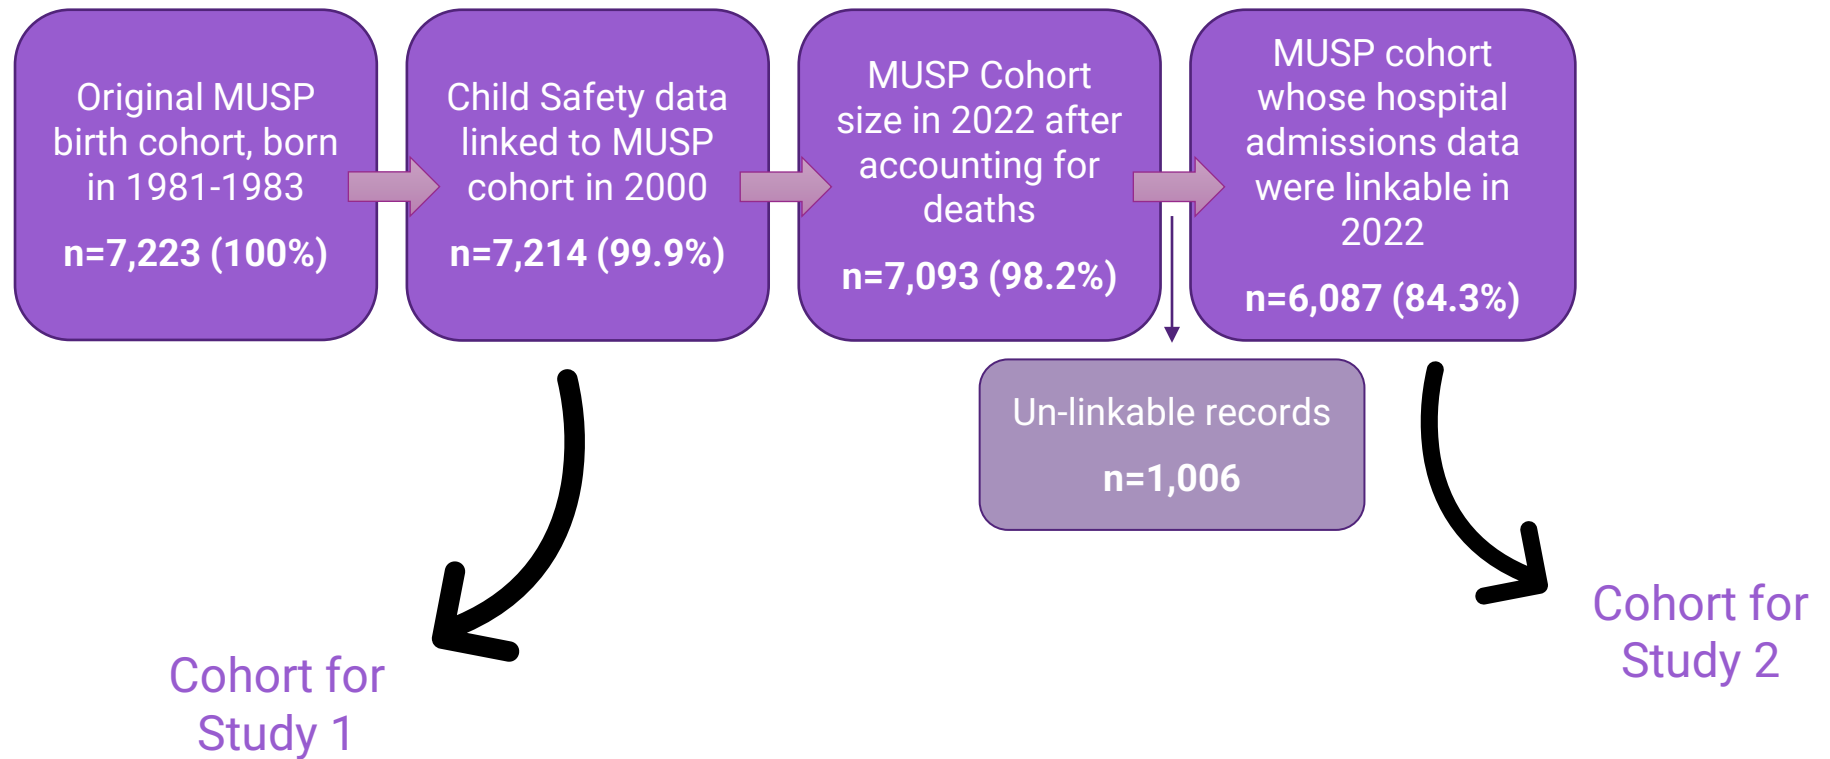 Original MUSP
birth cohort, born
in 1981-1983
n=7,223 (100%)
Child Safety data
linked to MUSP
cohort in 2000
n=7,214 (99.9%)
MUSP Cohort
size in 2022 after
accounting for
deaths
n=7,093 (98.2%)
MUSP cohort
whose hospital
admissions data
were linkable in
2022
n=6,087 (84.3%)
Un-linkable records
n=1,006
Cohort for
Study 1
Cohort for
Study 2